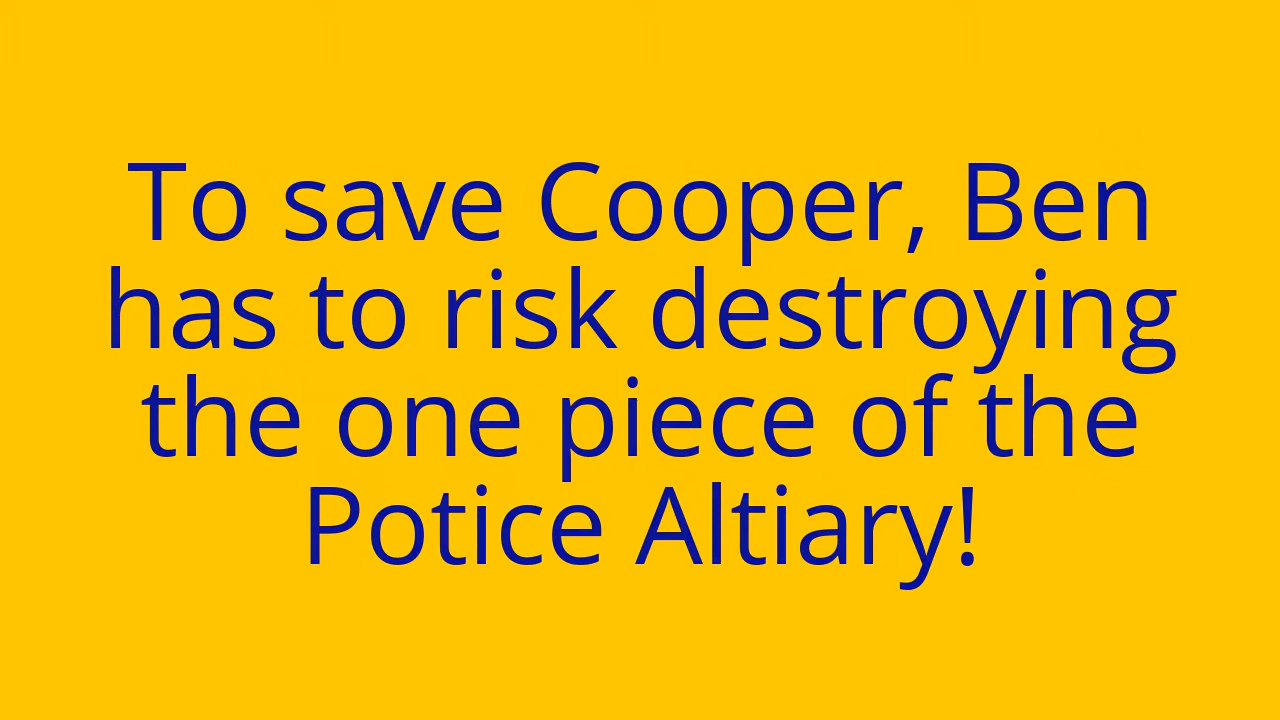 To save Cooper, Ben
has to risk destroying
the one piece of the
Potice Altiary!